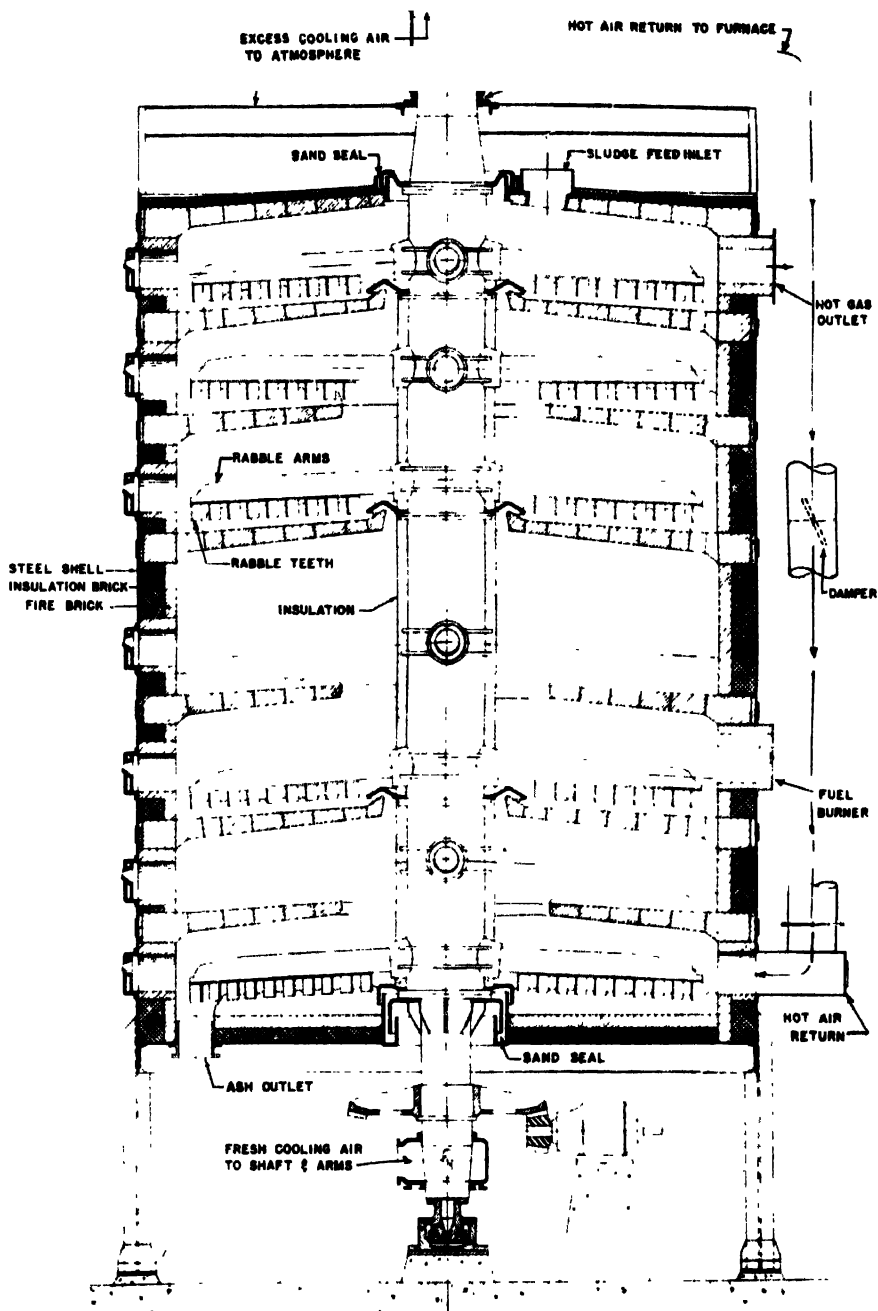 EXCESS COOLING AIR
TO ATMOSPHERE
HOT AIR RETURN TO FURNACE
SAND SEAL
SLUDGE FEED INLET
HOT GAS
OUTLET
RABBLE ARMS
RABBLE TEETH
STEEL SHELL
INSULATION BRICK
FIRE BRICK
INSULATION
DAMPER
FUEL
BURNER
HOT AIR
RETURN
SAND SEAL
ASH OUTLET
FRESH COOLING AIR
TO SHAFT & ARMS